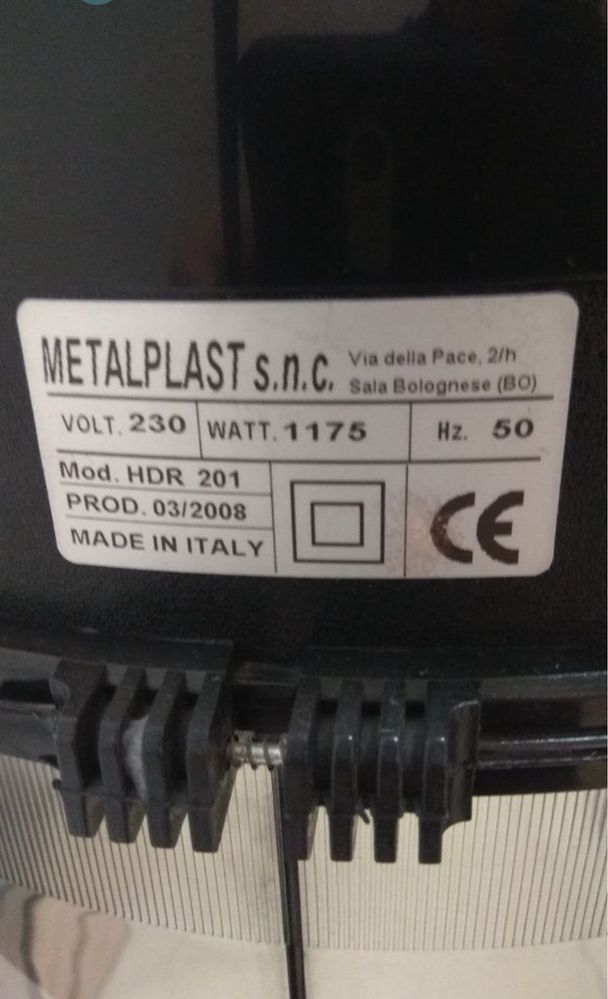 METALPLAST s.n.c.
Via della Pace, 2/h
Sala Bolognese (BO)
VOLT. 230
WATT. 1175
Hz. 50
Mod. HDR 201
PROD. 03/2008
MADE IN ITALY
CE